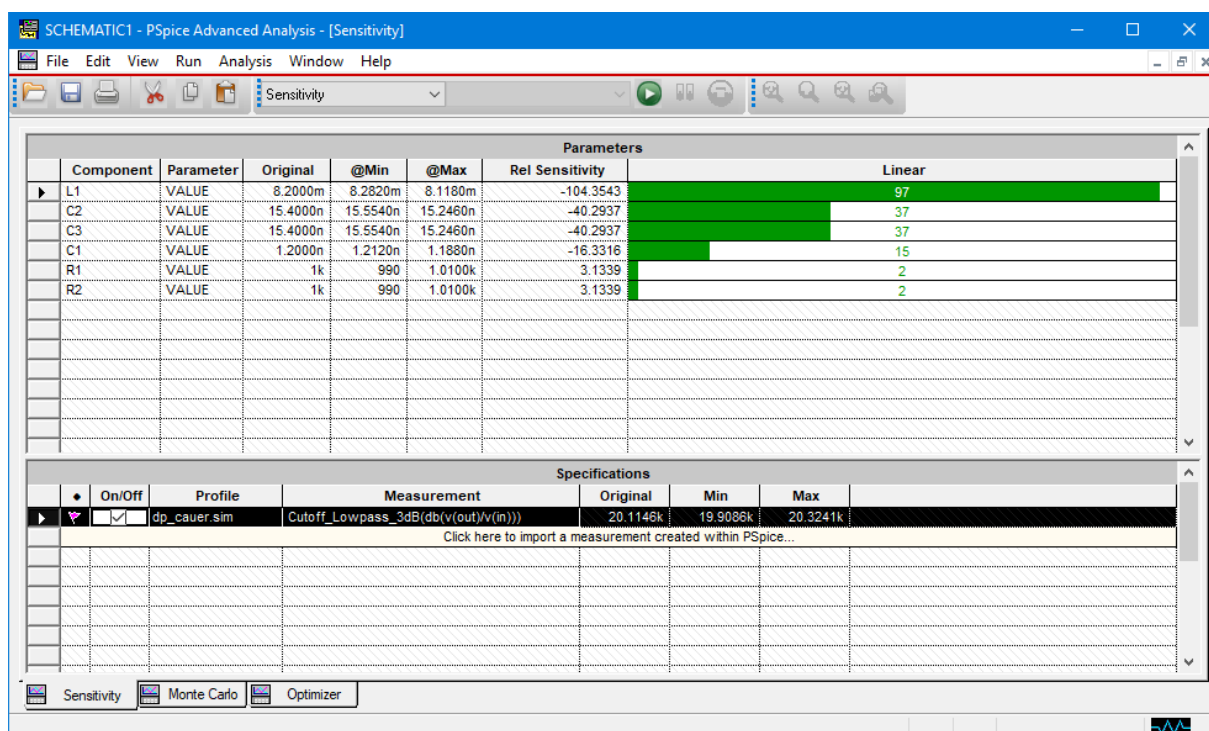 SCHEMATIC1 - PSpice Advanced Analysis - [Sensitivity]
File Edit View Run Analysis Window Help
Sensitivity
Parameters
Component Parameter Original @Min @Max Rel Sensitivity Linear
L1 VALUE 8.2000m 8.2820m 8.1180m -104.3543 97
C2 VALUE 15.4000n 15.5540n 15.2460n -40.2937 37
C3 VALUE 15.4000n 15.5540n 15.2460n -40.2937 37
C1 VALUE 1.2000n 1.2120n 1.1880n -16.3316 15
R1 VALUE 1k 990 1.0100k 3.1339 2
R2 VALUE 1k 990 1.0100k 3.1339 2
Specifications
On/Off Profile Measurement Original Min Max
dp_cauer.sim Cutoff_Lowpass_3dB(db(v(out)/v(in))) 20.1146k 19.9086k 20.3241k
Click here to import a measurement created within PSpice...
Sensitivity Monte Carlo Optimizer